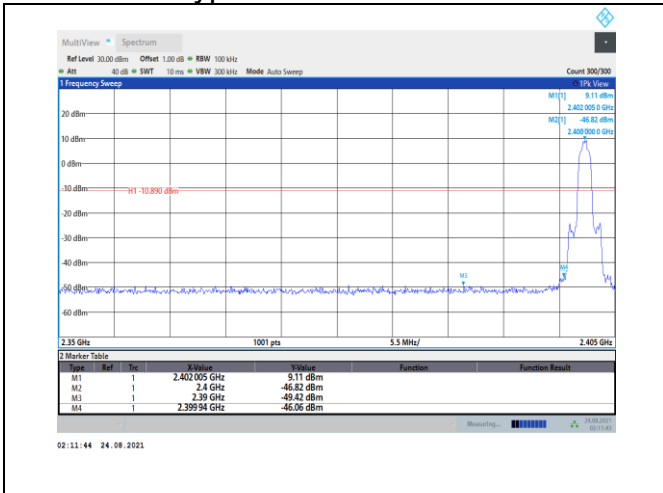 MultiView Spectrum
Ref Level 30.00 dBm Offset 1.00 dB RBW 100 kHz
Att 40 dB SWT 10 ms VBW 300 kHz Mode Auto Sweep Count 300/300
1 Frequency Sweep 1Pk View
M1[1] 9.11 dBm
2.402 005 0 GHz
M2[1] -46.82 dBm
2.400 000 0 GHz
20 dBm
10 dBm
0 dBm
-10 dBm
H1 -10.890 dBm
-20 dBm
-30 dBm
-40 dBm
M3
-50 dBm
-60 dBm
2.35 GHz 1001 pts 5.5 MHz/ 2.405 GHz
2 Marker Table
Type Ref Trc X-Value Y-Value Function Function Result
M1 1 2.402 005 GHz 9.11 dBm
M2 1 2.4 GHz -46.82 dBm
M3 1 2.39 GHz -49.42 dBm
M4 1 2.399 94 GHz -46.06 dBm
Measuring... 24.08.2021
02:11:43
02:11:44 24.08.2021